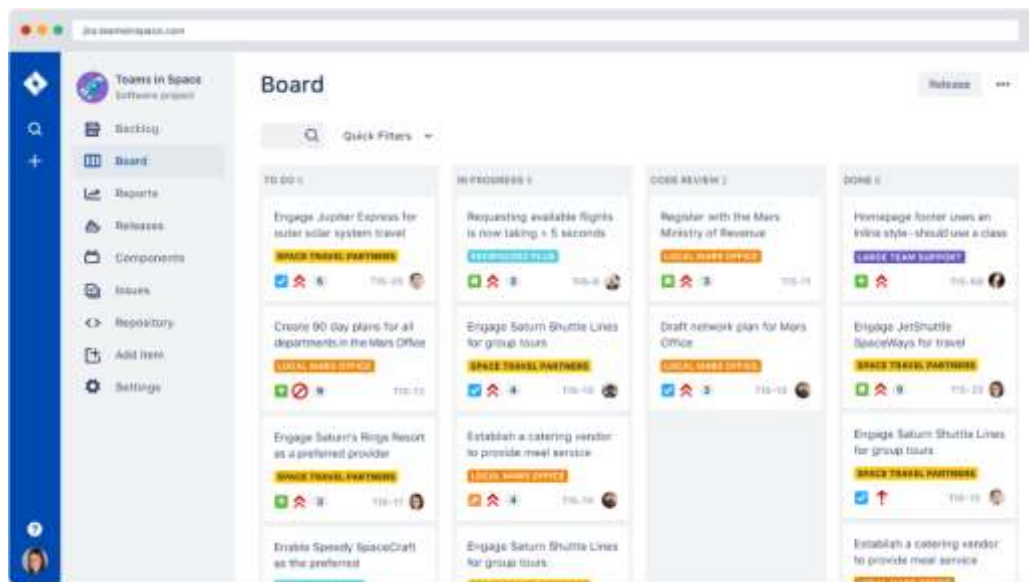 Teams in Space
Software project
Backlog
Board
Reports
Releases
Components
Issues
Repository
Add item
Settings
Board
Release
Quick Filters
TO DO
Engage Jupiter Express for
outer solar system travel
SPACE TRAVEL PARTNERS
Create 90 day plans for all
departments in the Mars Office
LOCAL MARS OFFICE
9
Engage Saturn's Rings Resort
as a preferred provider
SPACE TRAVEL PARTNERS
3
Enable Speedy SpaceCraft
as the preferred
IN PROGRESS
Requesting available flights
is now taking > 5 seconds
Engage Saturn Shuttle Lines
for group tours
SPACE TRAVEL PARTNERS
4
Establish a catering vendor
to provide meal service
LOCAL MARS OFFICE
4
Engage Saturn Shuttle Lines
for group tours
CODE REVIEW
Register with the Mars
Ministry of Revenue
LOCAL MARS OFFICE
3
Draft network plan for Mars
Office
LOCAL MARS OFFICE
3
DONE
Homepage footer uses an
inline style - should use a class
LARGE TEAM SUPPORT
Engage JetShuttle
SpaceWays for travel
SPACE TRAVEL PARTNERS
Engage Saturn Shuttle Lines
for group tours
SPACE TRAVEL PARTNERS
Establish a catering vendor
to provide meal service